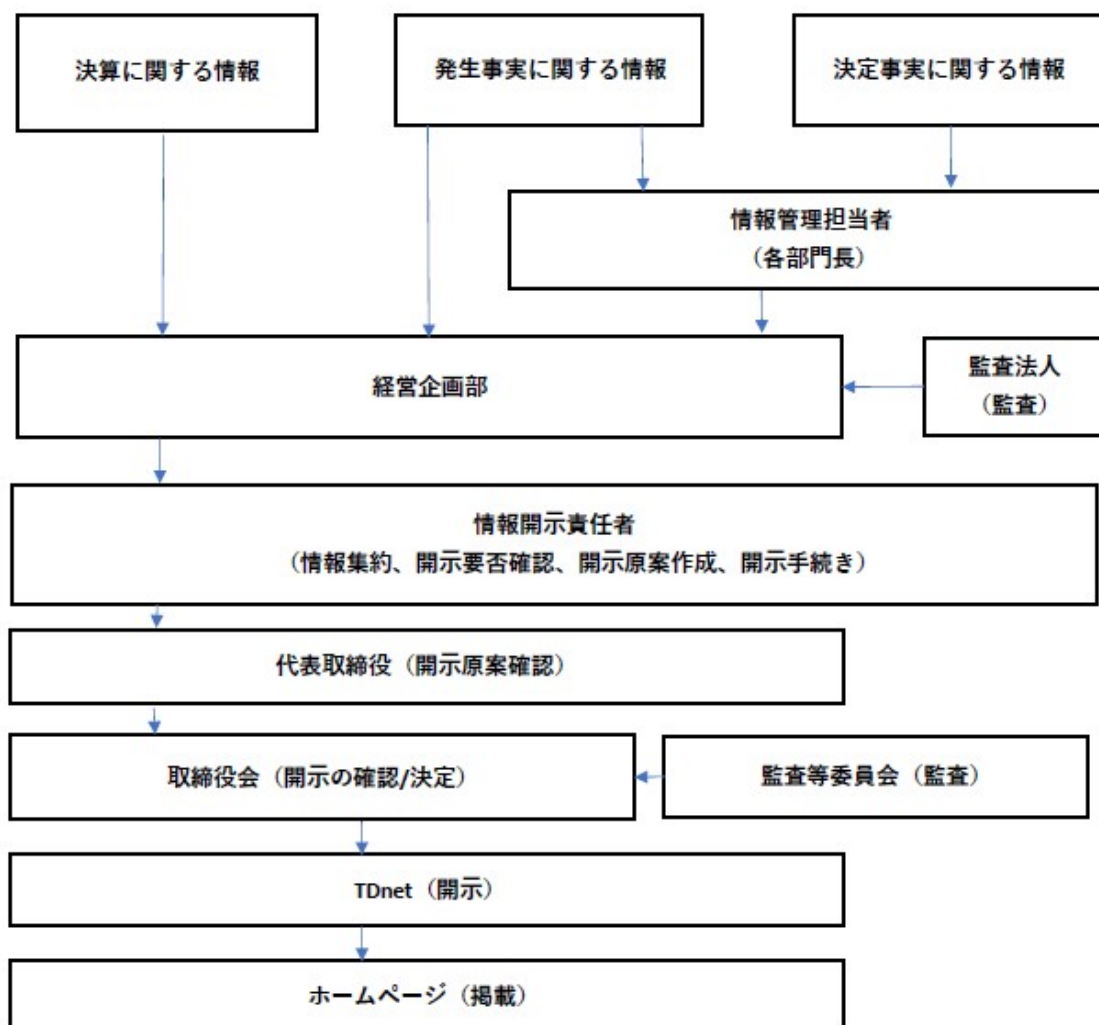 決算に関する情報
発生事実に関する情報
決定事実に関する情報
情報管理担当者
（各部門長）
経営企画部
監査法人
（監査）
情報開示責任者
（情報集約、開示要否確認、開示原案作成、開示手続き）
代表取締役（開示原案確認）
取締役会（開示の確認/決定）
監査等委員会（監査）
TDnet（開示）
ホームページ（掲載）